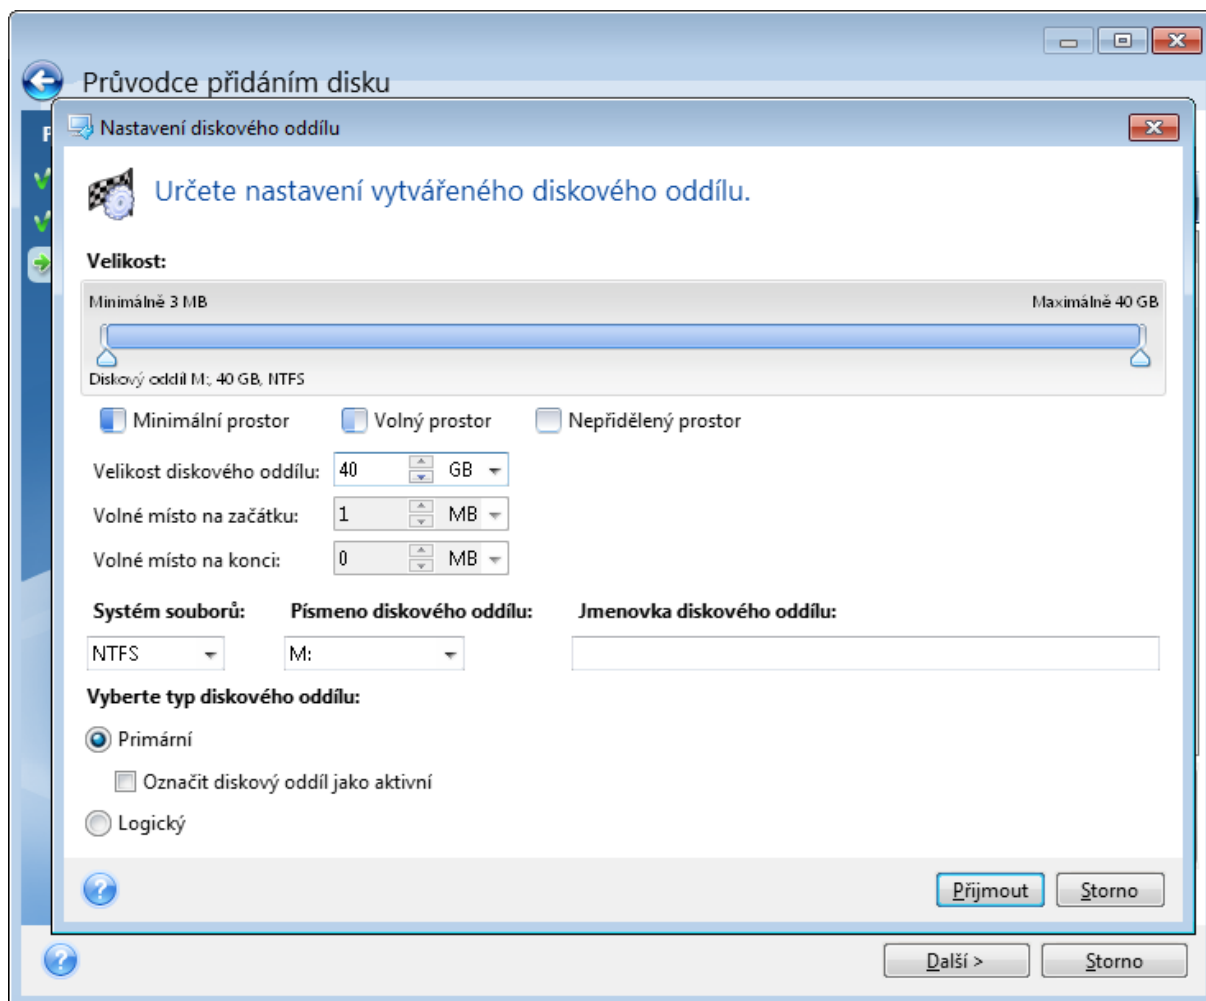 Průvodce přidáním disku
Nastavení diskového oddílu
Určete nastavení vytvářeného diskového oddílu.
Velikost:
Minimálně 3 MB Maximálně 40 GB
Diskový oddíl M:, 40 GB, NTFS
Minimální prostor Volný prostor Nepřidělený prostor
Velikost diskového oddílu: 40 GB
Volné místo na začátku: 1 MB
Volné místo na konci: 0 MB
Systém souborů: Písmeno diskového oddílu: Jmenovka diskového oddílu:
NTFS M:
Vyberte typ diskového oddílu:
Primární
Označit diskový oddíl jako aktivní
Logický
Přijmout Storno
Další > Storno